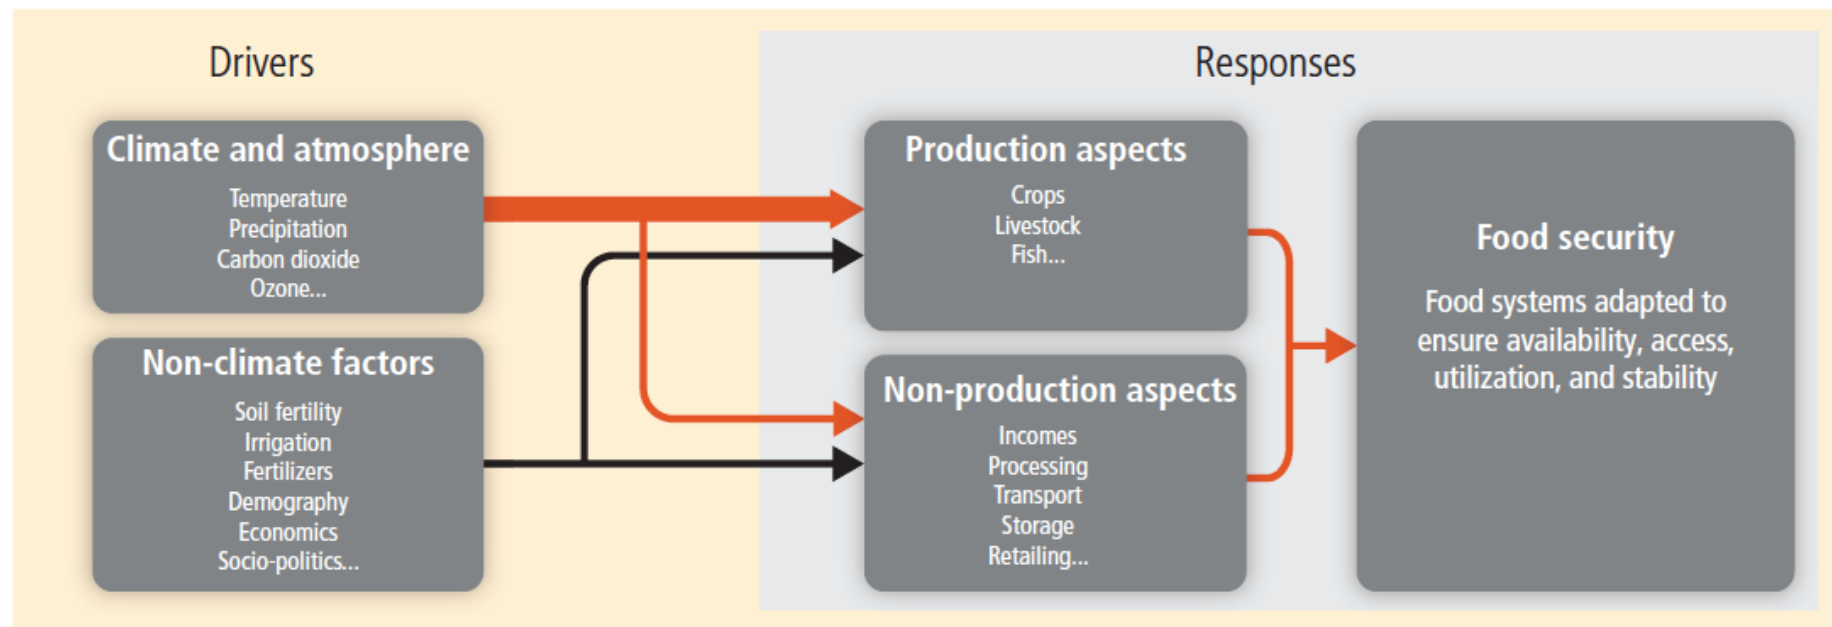 Drivers
Responses
Climate and atmosphere
Temperature
Precipitation
Carbon dioxide
Ozone...
Non-climate factors
Soil fertility
Irrigation
Fertilizers
Demography
Economics
Socio-politics...
Production aspects
Crops
Livestock
Fish...
Non-production aspects
Incomes
Processing
Transport
Storage
Retailing...
Food security
Food systems adapted to
ensure availability, access,
utilization, and stability